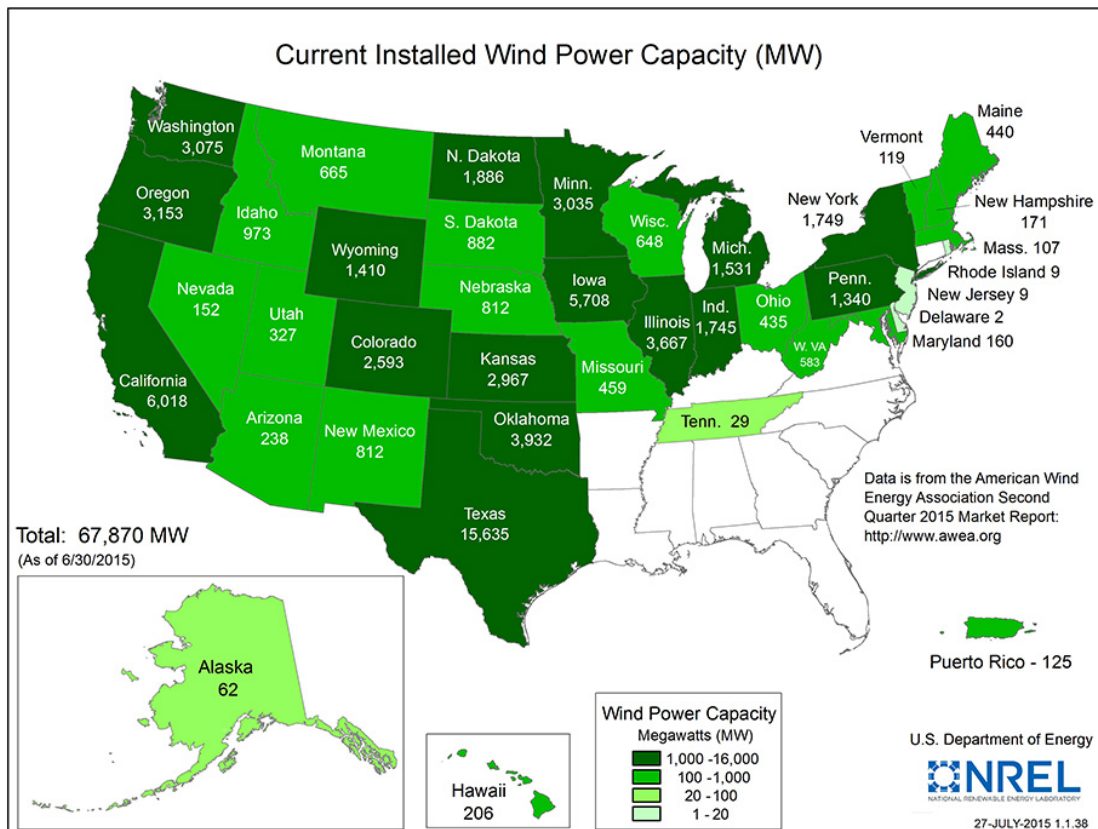 Current Installed Wind Power Capacity (MW)
Washington
3,075
Oregon
3,153
California
6,018
Idaho
973
Nevada
152
Montana
665
Wyoming
1,410
Utah
327
Colorado
2,593
Arizona
238
New Mexico
812
N. Dakota
1,886
S. Dakota
882
Nebraska
812
Kansas
2,967
Oklahoma
3,932
Texas
15,635
Minn.
3,035
Iowa
5,708
Missouri
459
Wisc.
648
Illinois
3,667
Mich.
1,531
Ind.
1,745
Ohio
435
W. VA
583
Penn.
1,340
New York
1,749
Vermont
119
Maine
440
New Hampshire
171
Mass. 107
Rhode Island 9
New Jersey 9
Delaware 2
Maryland 160
Tenn. 29
Data is from the American Wind
Energy Association Second
Quarter 2015 Market Report:
http://www.awea.org
Total: 67,870 MW
(As of 6/30/2015)
Alaska
62
Hawaii
206
Puerto Rico - 125
Wind Power Capacity
Megawatts (MW)
1,000 -16,000
100 -1,000
20 - 100
1 - 20
U.S. Department of Energy
NREL
NATIONAL RENEWABLE ENERGY LABORATORY
27-JULY-2015 1.1.38